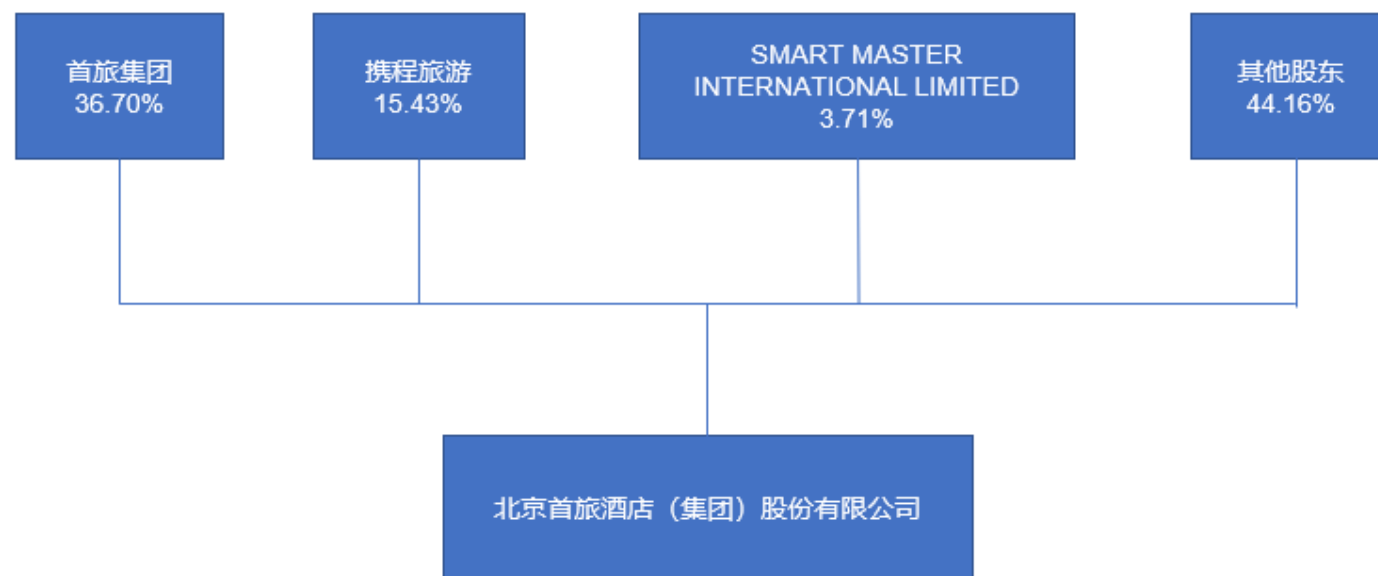 首旅集团
36.70%
携程旅游
15.43%
SMART MASTER
INTERNATIONAL LIMITED
3.71%
其他股东
44.16%
北京首旅酒店（集团）股份有限公司